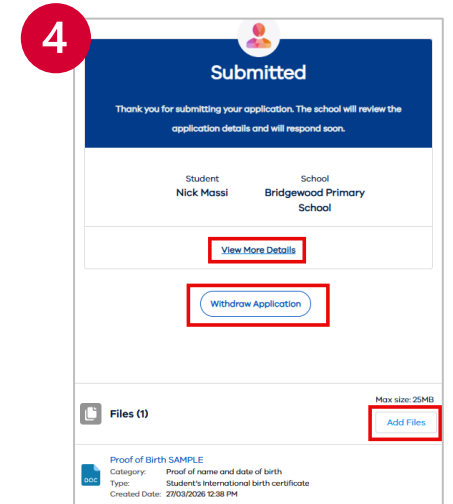 4
Submitted
Thank you for submitting your application. The school will review the
application details and will respond soon.
Student
Nick Massi
School
Bridgewood Primary
School
View More Details
Withdraw Application
Max size: 25MB
Files (1)
Add Files
Proof of Birth SAMPLE
DOC
Category: Proof of name and date of birth
Type: Student's International birth certificate
Created Date: 27/03/2026 12:38 PM